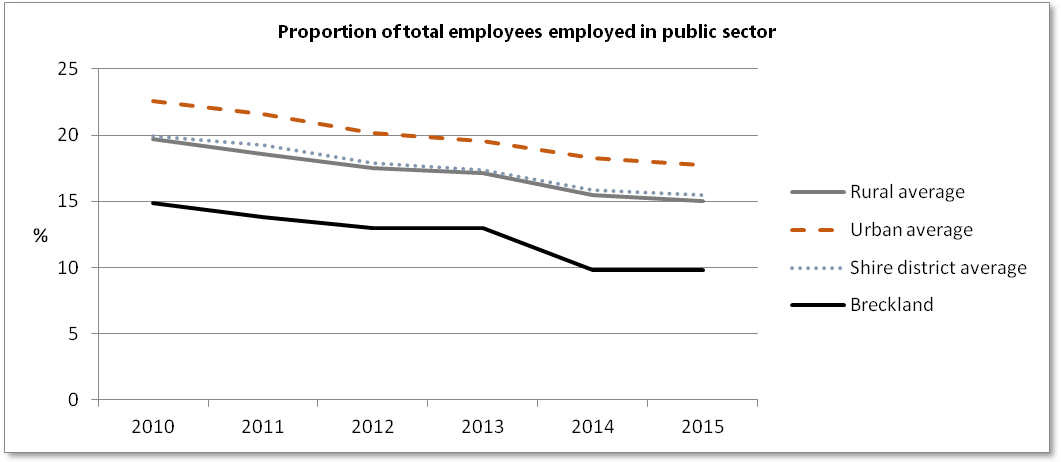 Proportion of total employees employed in public sector
25
20
15
10
5
0
%
2010 2011 2012 2013 2014 2015
Rural average
Urban average
Shire district average
Breckland